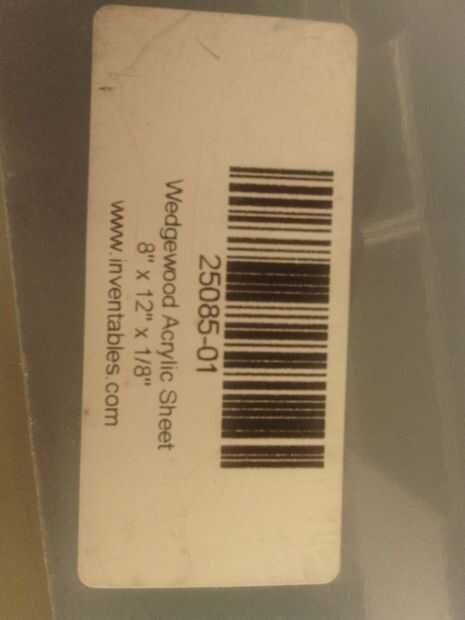 25085-01
Wedgewood Acrylic Sheet
8" x 12" x 1/8"
www.inventables.com